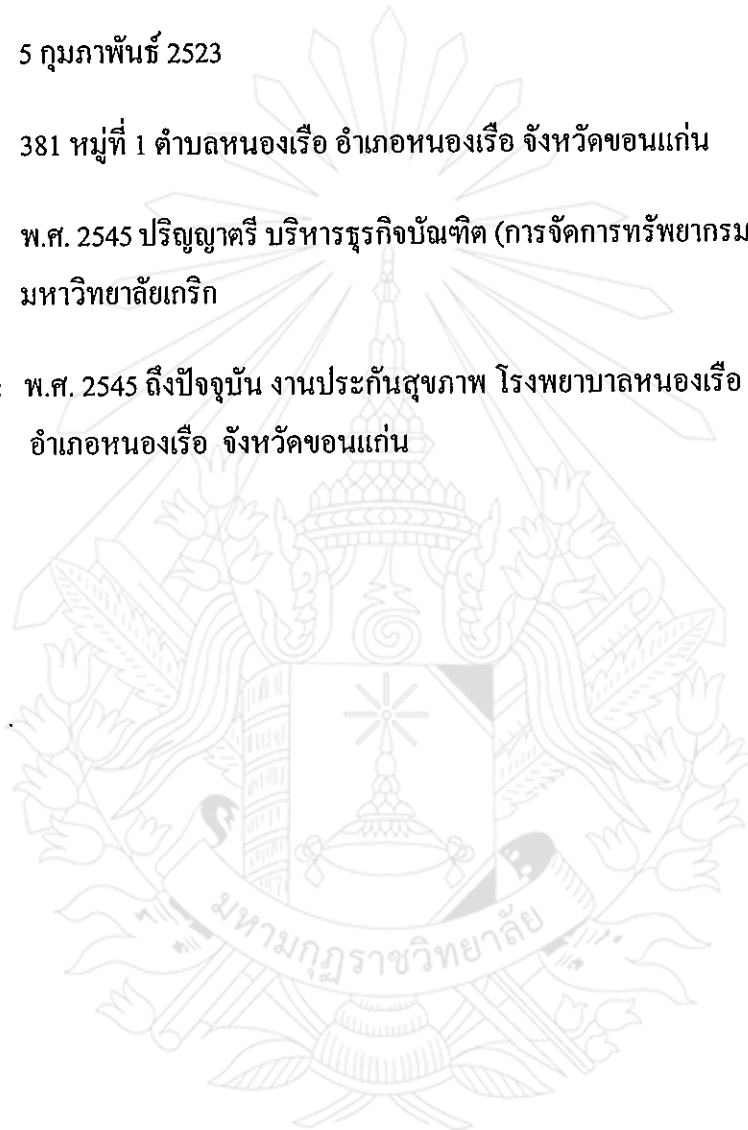 5 กุมภาพันธ์ 2523
381 หมู่ที่ 1 ตำบลหนองเรือ อำเภอหนองเรือ จังหวัดขอนแก่น
พ.ศ. 2545 ปริญญาตรี บริหารธุรกิจบัณฑิต (การจัดการทรัพยากรม
มหาวิทยาลัยเกริก
: พ.ศ. 2545 ถึงปัจจุบัน งานประกันสุขภาพ โรงพยาบาลหนองเรือ
อำเภอหนองเรือ จังหวัดขอนแก่น
มหามกุฏราชวิทยาลัย